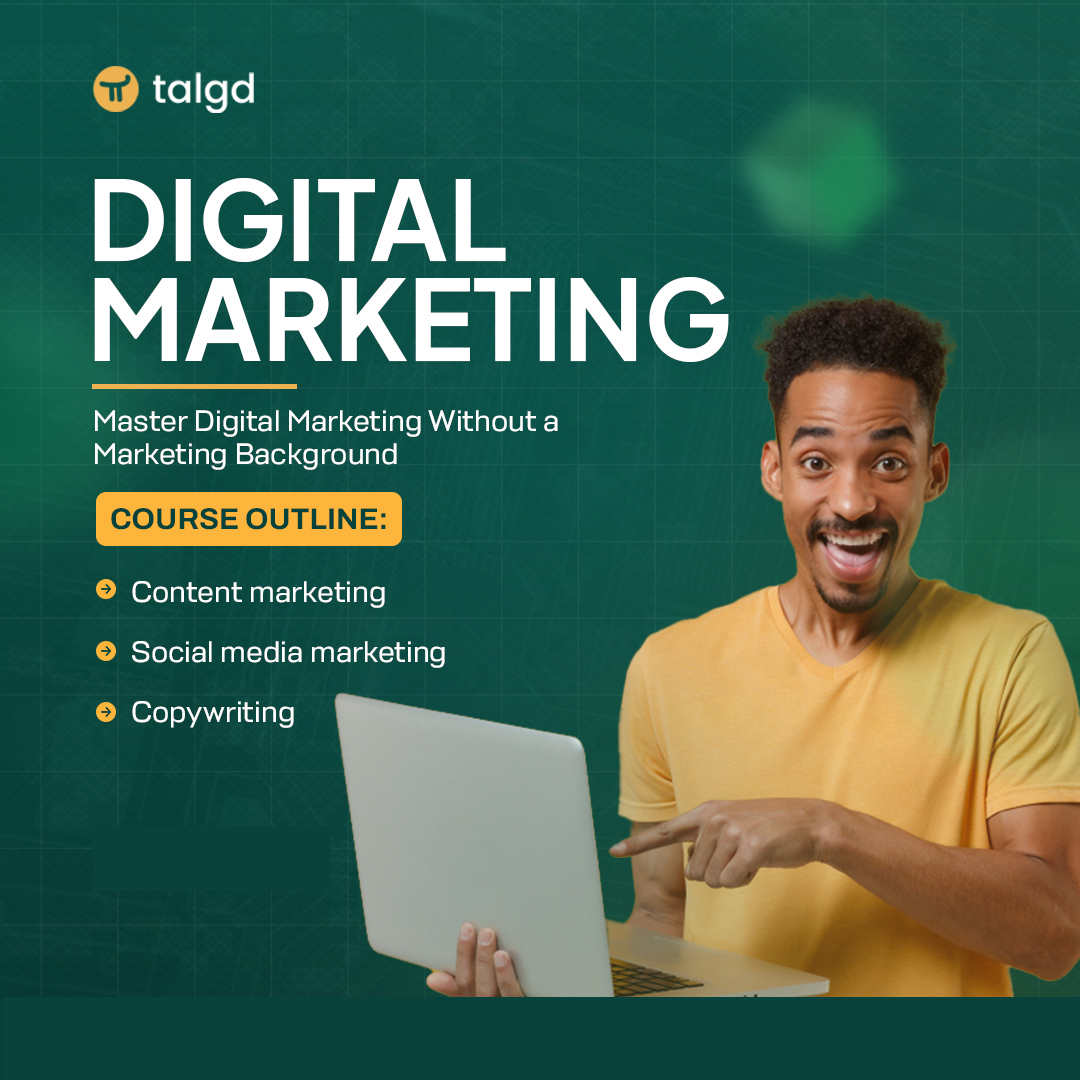 talgd
DIGITAL
MARKETING
Master Digital Marketing Without a
Marketing Background
COURSE OUTLINE:
Content marketing
Social media marketing
Copywriting